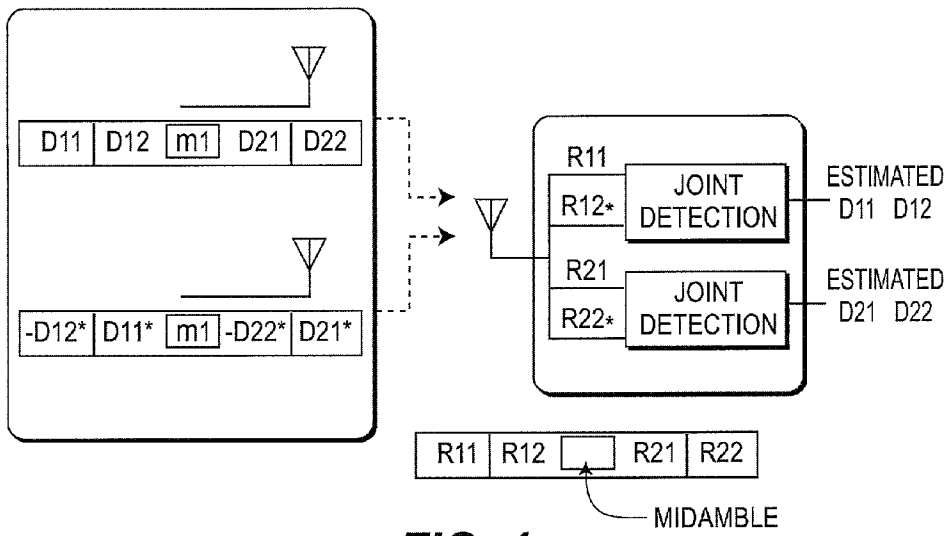 D11 D12 m1 D21 D22
-D12* D11* m1 -D22* D21*
R11
R12*
JOINT
DETECTION
ESTIMATED
D11 D12
R21
R22*
JOINT
DETECTION
ESTIMATED
D21 D22
R11 R12 R21 R22
MIDAMBLE